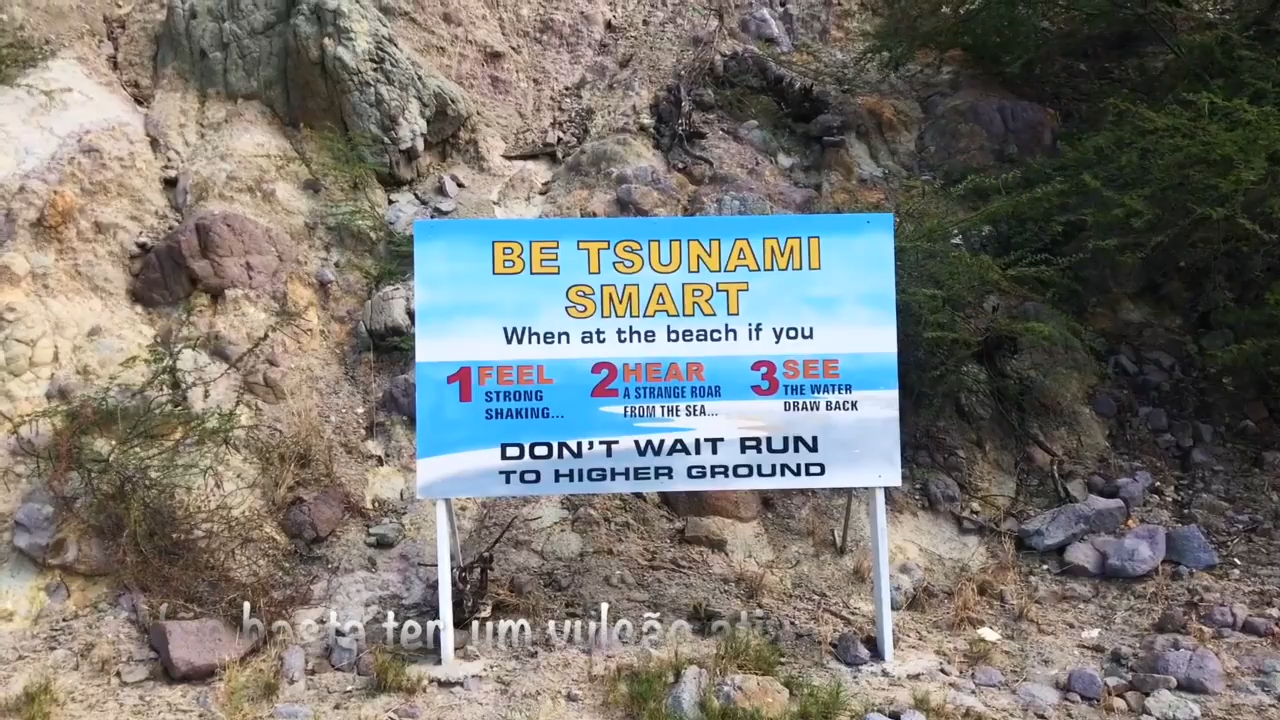 BE TSUNAMI
SMART
When at the beach if you
1 FEEL
STRONG
SHAKING...
2 HEAR
A STRANGE ROAR
FROM THE SEA...
3 SEE
THE WATER
DRAW BACK
DON'T WAIT RUN
TO HIGHER GROUND
basta ter um vulcão